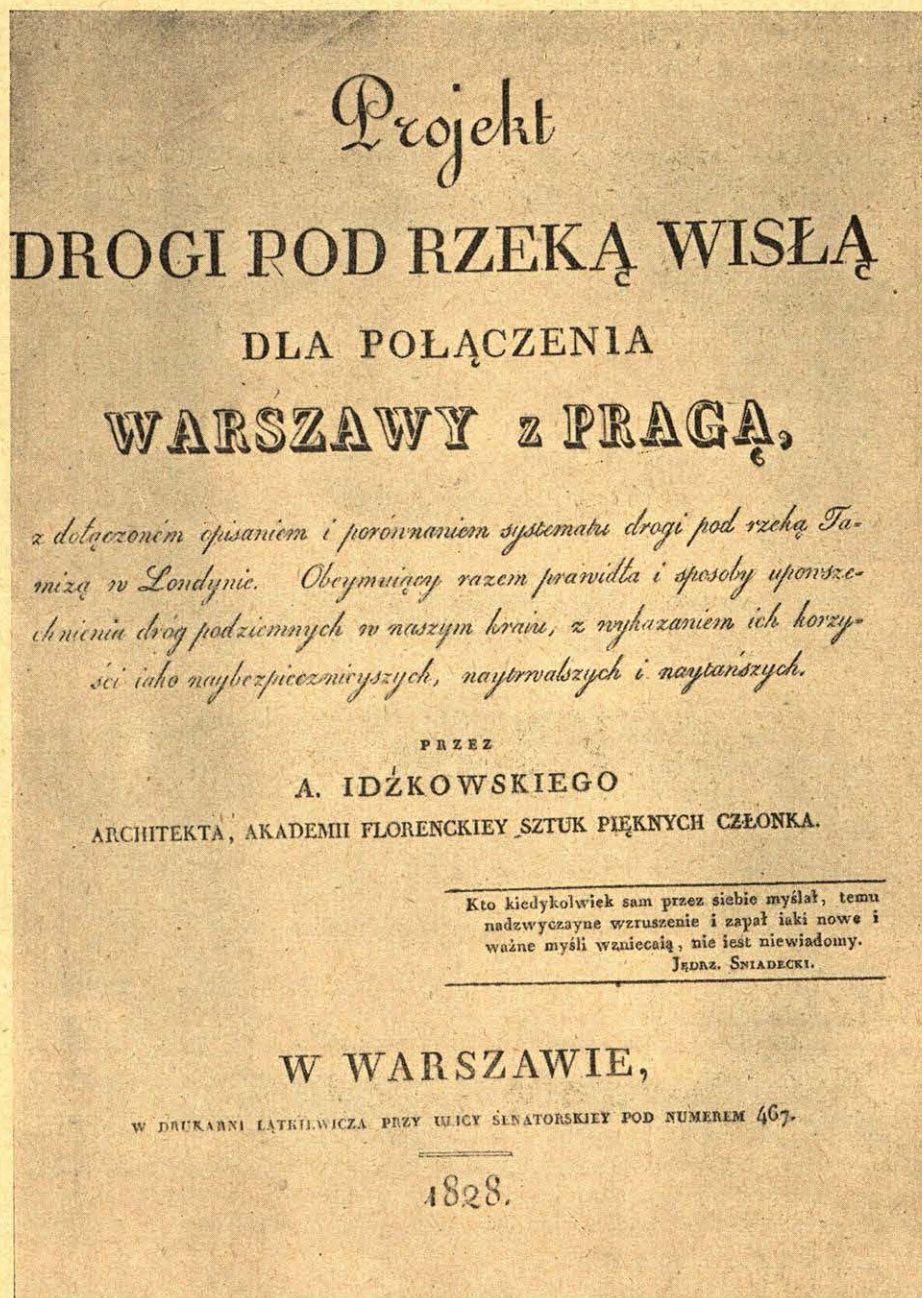 Projekt
DROGI POD RZEKĄ WISŁĄ
DLA POŁĄCZENIA
WARSZAWY z PRAGĄ,
z dołączoném opisaniem i porównaniem systematu drogi pod rzeką Ta-
mizą w Londynie. Obeymuiący razem prawidła i sposoby upowsze-
chnienia dróg podziemnych w naszym kraiu, z wykazaniem ich korzy-
ści iako naybezpiecznieyszych, naytrwalszych i naytańszych.
PRZEZ
A. IDŹKOWSKIEGO
ARCHITEKTA, AKADEMII FLORENCKIEY SZTUK PIĘKNYCH CZŁONKA.
Kto kiedykolwiek sam przez siebie myślał, temu
nadzwyczayne wzruszenie i zapał iaki nowe i
ważne myśli wzniecaią, nie iest niewiadomy.
JĘDRZ. SNIADECKI.
W WARSZAWIE,
W DRUKARNI ŁĄTKIEWICZA PRZY ULICY SENATORSKIEY POD NUMEREM 467.
1828.